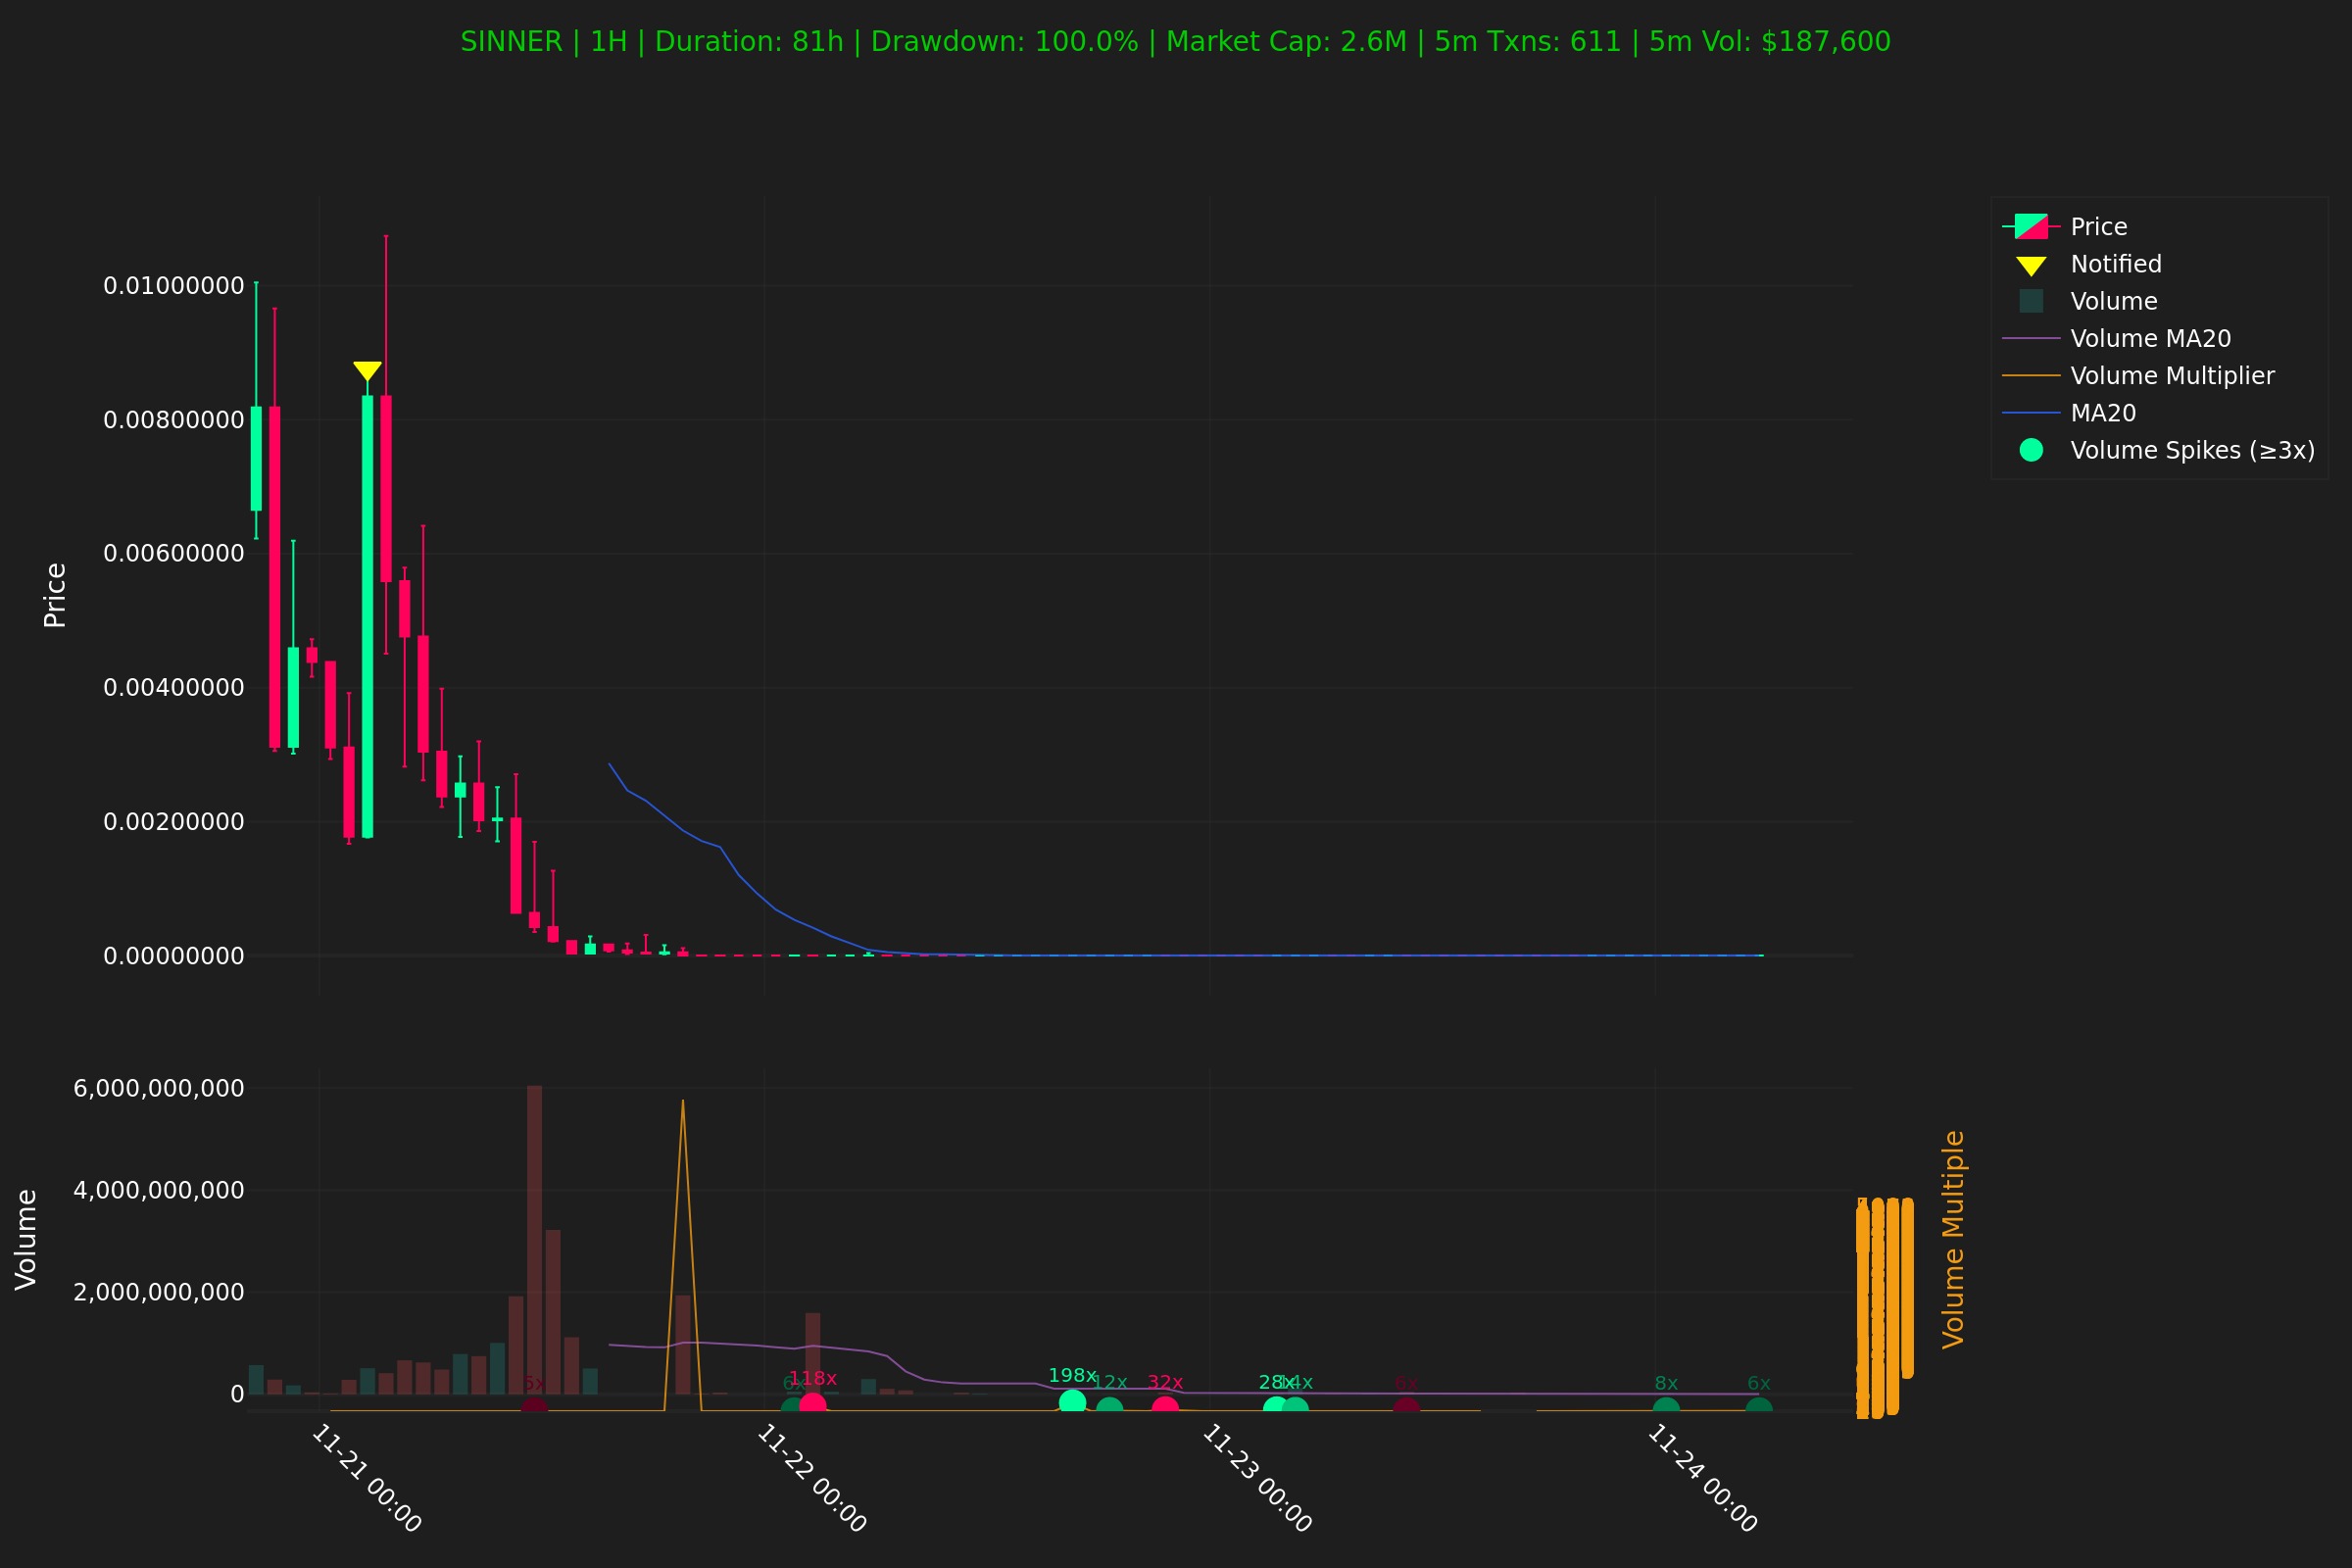 SINNER | 1H | Duration: 81h | Drawdown: 100.0% | Market Cap: 2.6M | 5m Txns: 611 | 5m Vol: $187,600
Price
Notified
Volume
Volume MA20
Volume Multiplier
MA20
Volume Spikes (≥3x)
Price
0.01000000
0.00800000
0.00600000
0.00400000
0.00200000
0.00000000
Volume
6,000,000,000
4,000,000,000
2,000,000,000
0
5x
6x
118x
198x
12x
32x
28x
14x
6x
8x
6x
Volume Multiple
11-21 00:00
11-22 00:00
11-23 00:00
11-24 00:00